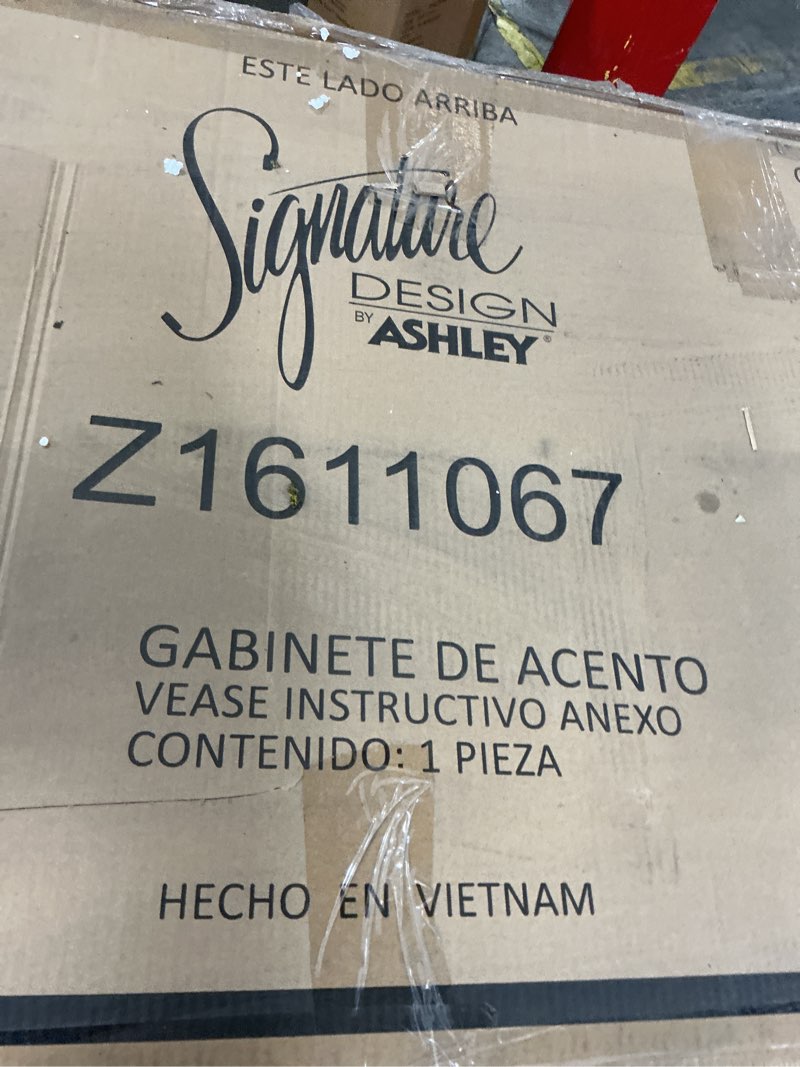 ESTE LADO ARRIBA
Signature
DESIGN
BY ASHLEY®
Z1611067
GABINETE DE ACENTO
VEASE INSTRUCTIVO ANEXO
CONTENIDO: 1 PIEZA
HECHO EN VIETNAM